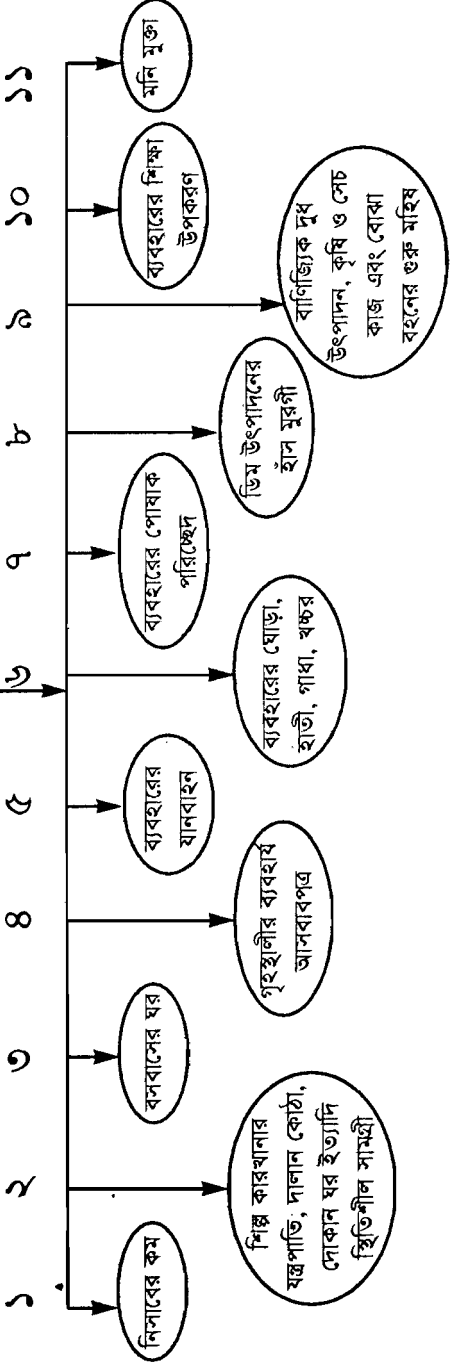 ১
নিসাবের কম
২
শিল্প কারখানার
যন্ত্রপাতি, দালান কোঠা,
দোকান ঘর ইত্যাদি
স্থিতিশীল সামগ্রী
৩
বসবাসের ঘর
৪
গৃহস্থালীর ব্যবহার্য
আসবাবপত্র
৫
ব্যবহারের
যানবাহন
৬
ব্যবহারের ঘোড়া,
হাতী, গাধা, খচ্চর
৭
ব্যবহারের পোষাক
পরিচ্ছেদ
৮
ডিম উৎপাদনের
হাঁস মুরগী
৯
বাণিজ্যিক দুধ
উৎপাদন, কৃষি ও সেচ
কাজ এবং বোঝা
বহনের গুরু মহিষ
১০
ব্যবহারের শিক্ষা
উপকরণ
১১
মনি মুক্তা